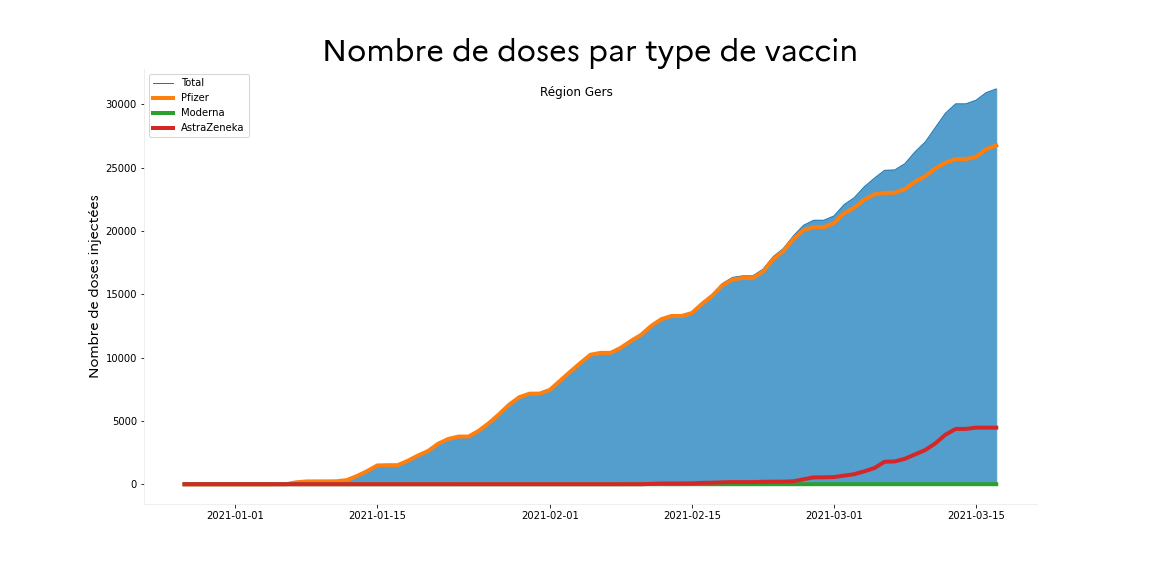 Nombre de doses par type de vaccin
Région Gers
Total
Pfizer
Moderna
AstraZeneka
Nombre de doses injectées
30000
25000
20000
15000
10000
5000
0
2021-01-01 2021-01-15 2021-02-01 2021-02-15 2021-03-01 2021-03-15